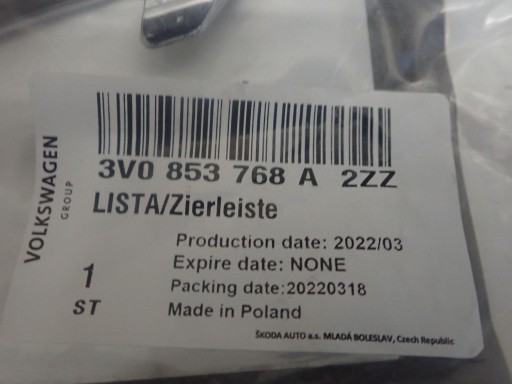 VOLKSWAGEN
GROUP
3V0 853 768 A 2ZZ
LISTA/Zierleiste
Production date: 2022/03
Expire date: NONE
Packing date:20220318
Made in Poland
1
ST
ŠKODA AUTO a.s. MLADÁ BOLESLAV, Czech Republic